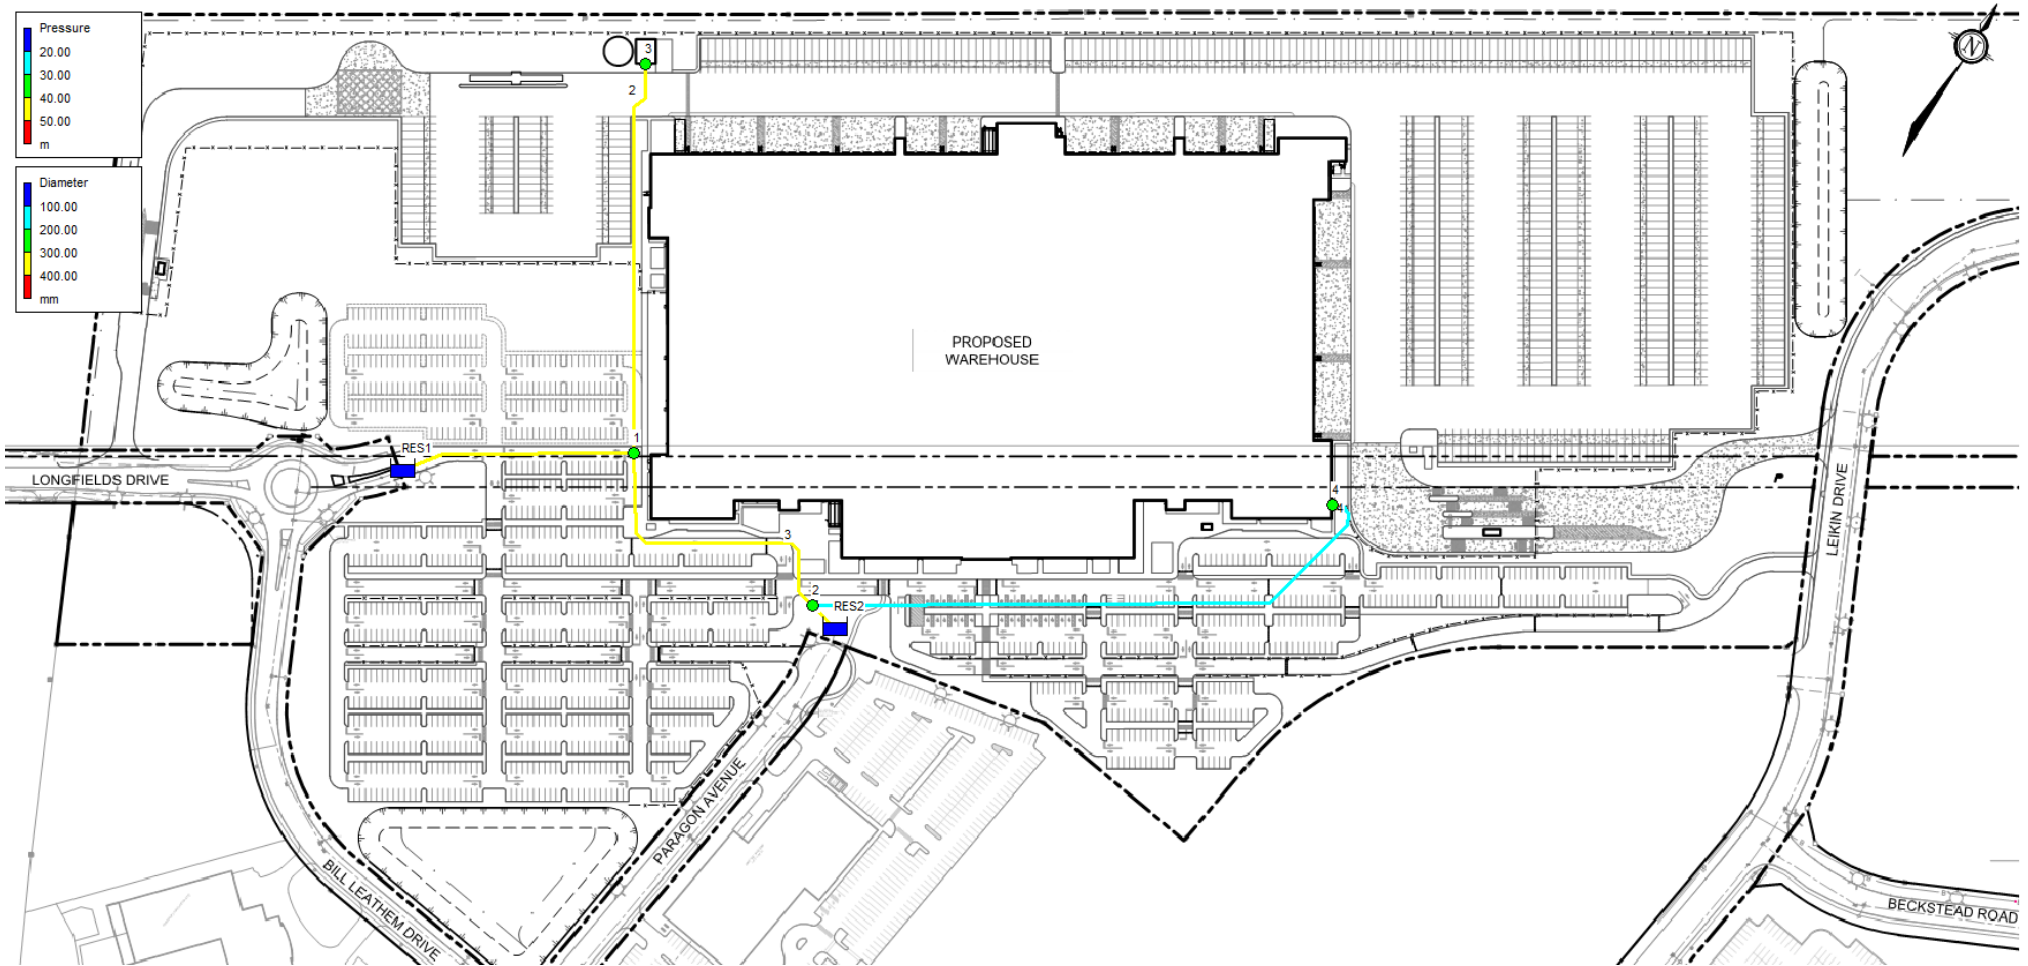 Pressure
20.00
30.00
40.00
50.00
m
Diameter
100.00
200.00
300.00
400.00
mm
3
2
N
PROPOSED
WAREHOUSE
1
RES1
LONGFIELDS DRIVE
4
4
P
3
2
RES2
LEIKIN DRIVE
PARAGON AVENUE
BILL LEATHEM DRIVE
BECKSTEAD ROAD